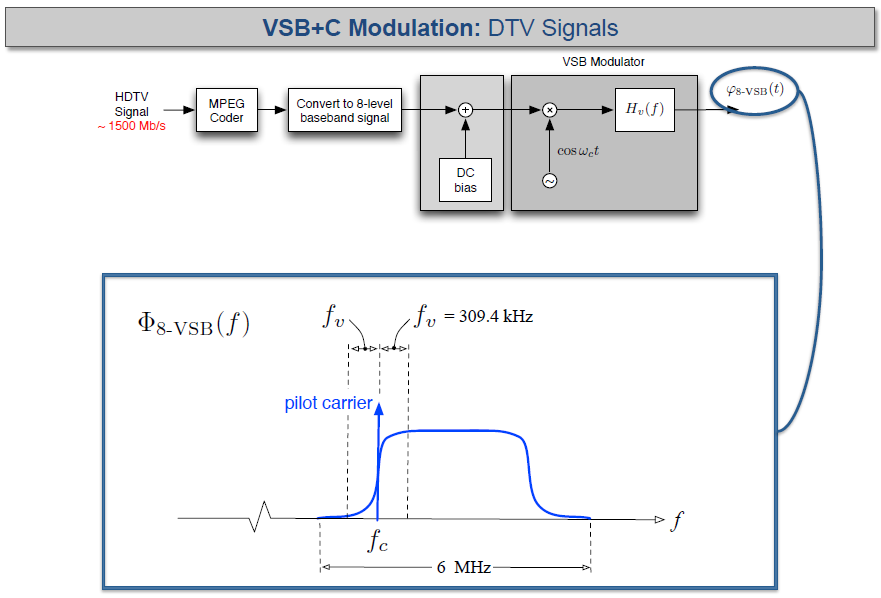 VSB+C Modulation: DTV Signals
VSB Modulator
HDTV
Signal
~ 1500 Mb/s
MPEG
Coder
Convert to 8-level
baseband signal
+
DC
bias
×
cos ω_c t
~
H_v(f)
φ_8-VSB(t)
Φ_8-VSB(f)
f_v
f_v = 309.4 kHz
pilot carrier
f
f_c
6 MHz